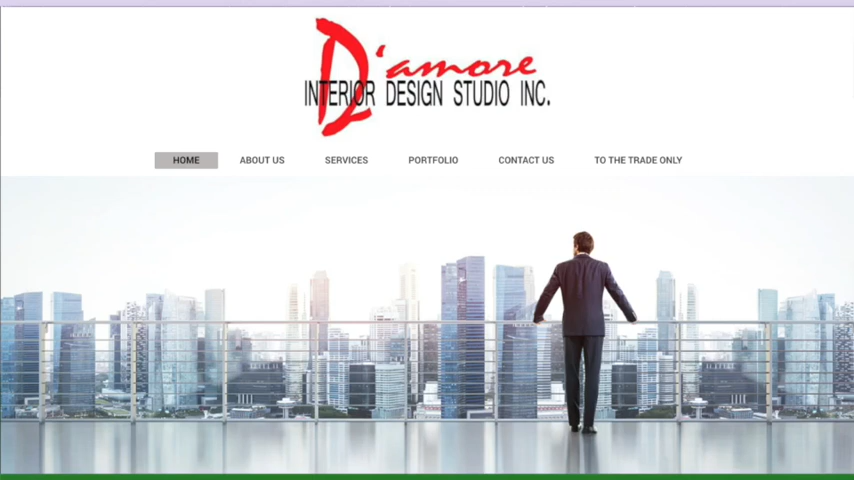 D'amore
INTERIOR DESIGN STUDIO INC.
HOME ABOUT US SERVICES PORTFOLIO CONTACT US TO THE TRADE ONLY